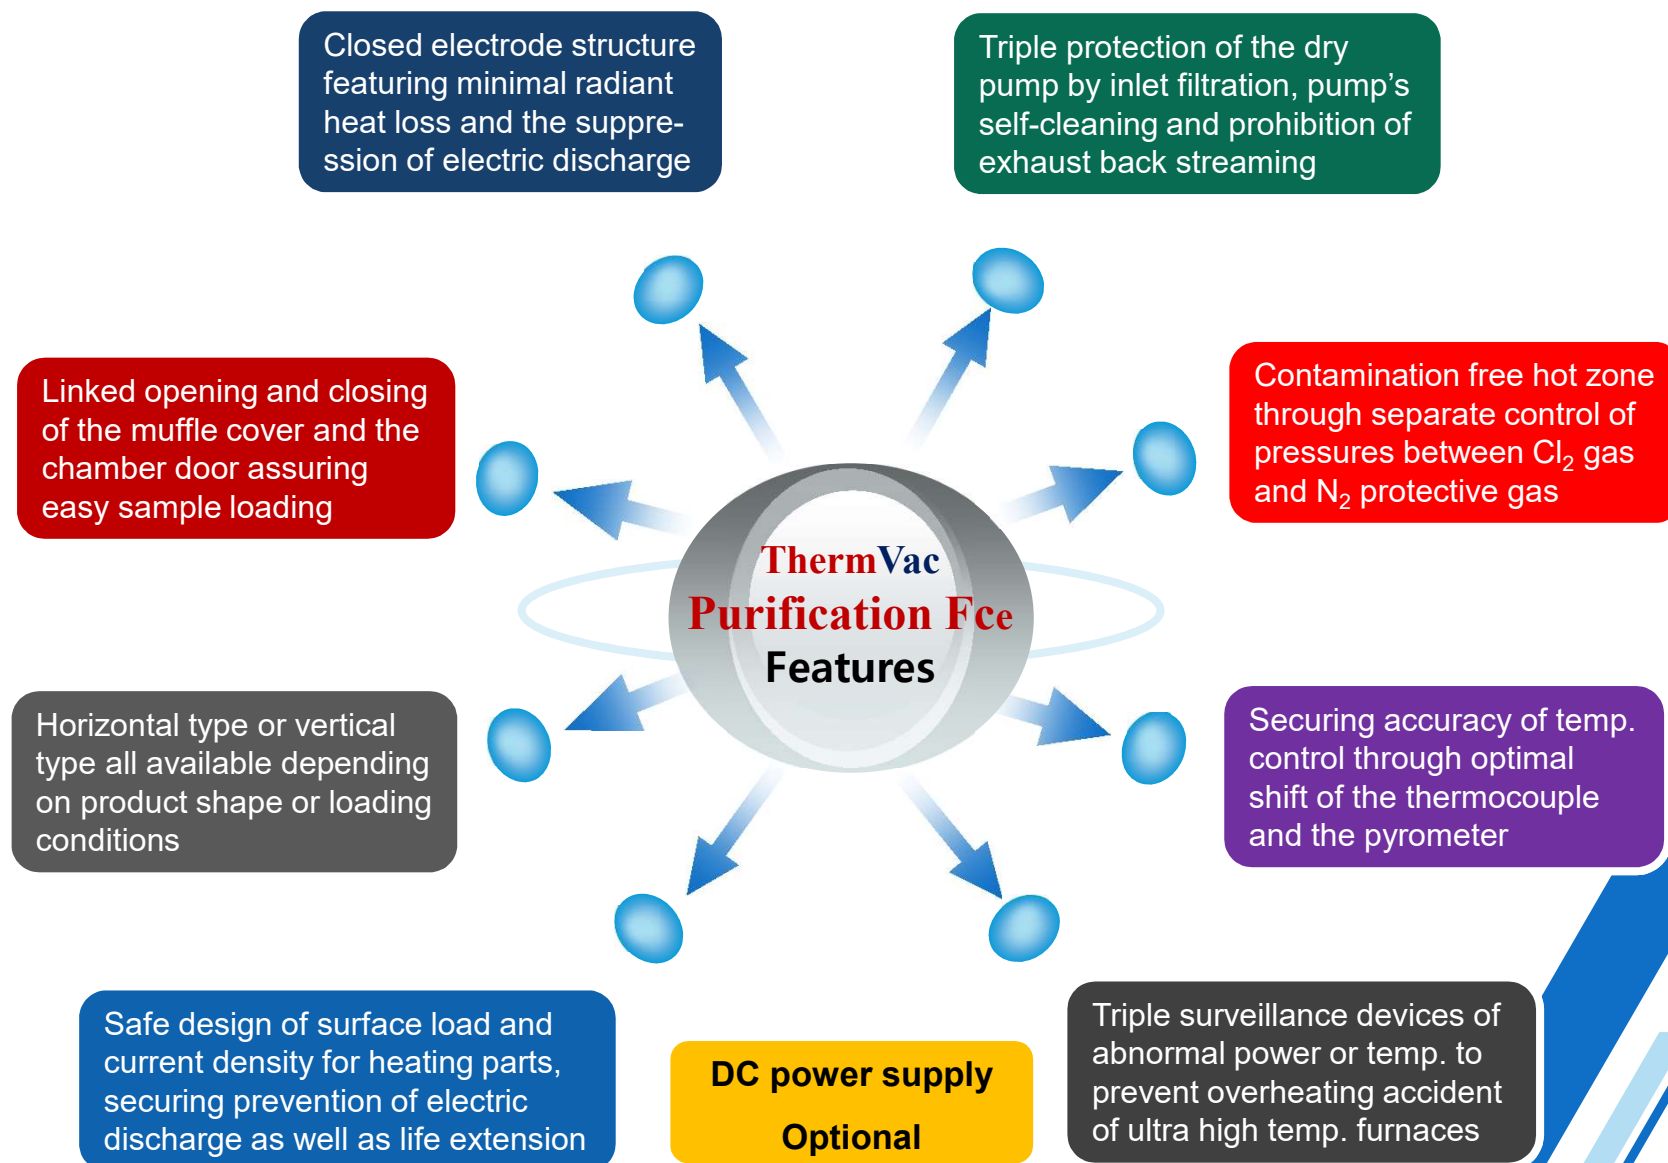 Closed electrode structure
featuring minimal radiant
heat loss and the suppre-
ssion of electric discharge
Triple protection of the dry
pump by inlet filtration, pump’s
self-cleaning and prohibition of
exhaust back streaming
Linked opening and closing
of the muffle cover and the
chamber door assuring
easy sample loading
Contamination free hot zone
through separate control of
pressures between Cl₂ gas
and N₂ protective gas
ThermVac
Purification Fce
Features
Horizontal type or vertical
type all available depending
on product shape or loading
conditions
Securing accuracy of temp.
control through optimal
shift of the thermocouple
and the pyrometer
Safe design of surface load and
current density for heating parts,
securing prevention of electric
discharge as well as life extension
DC power supply
Optional
Triple surveillance devices of
abnormal power or temp. to
prevent overheating accident
of ultra high temp. furnaces